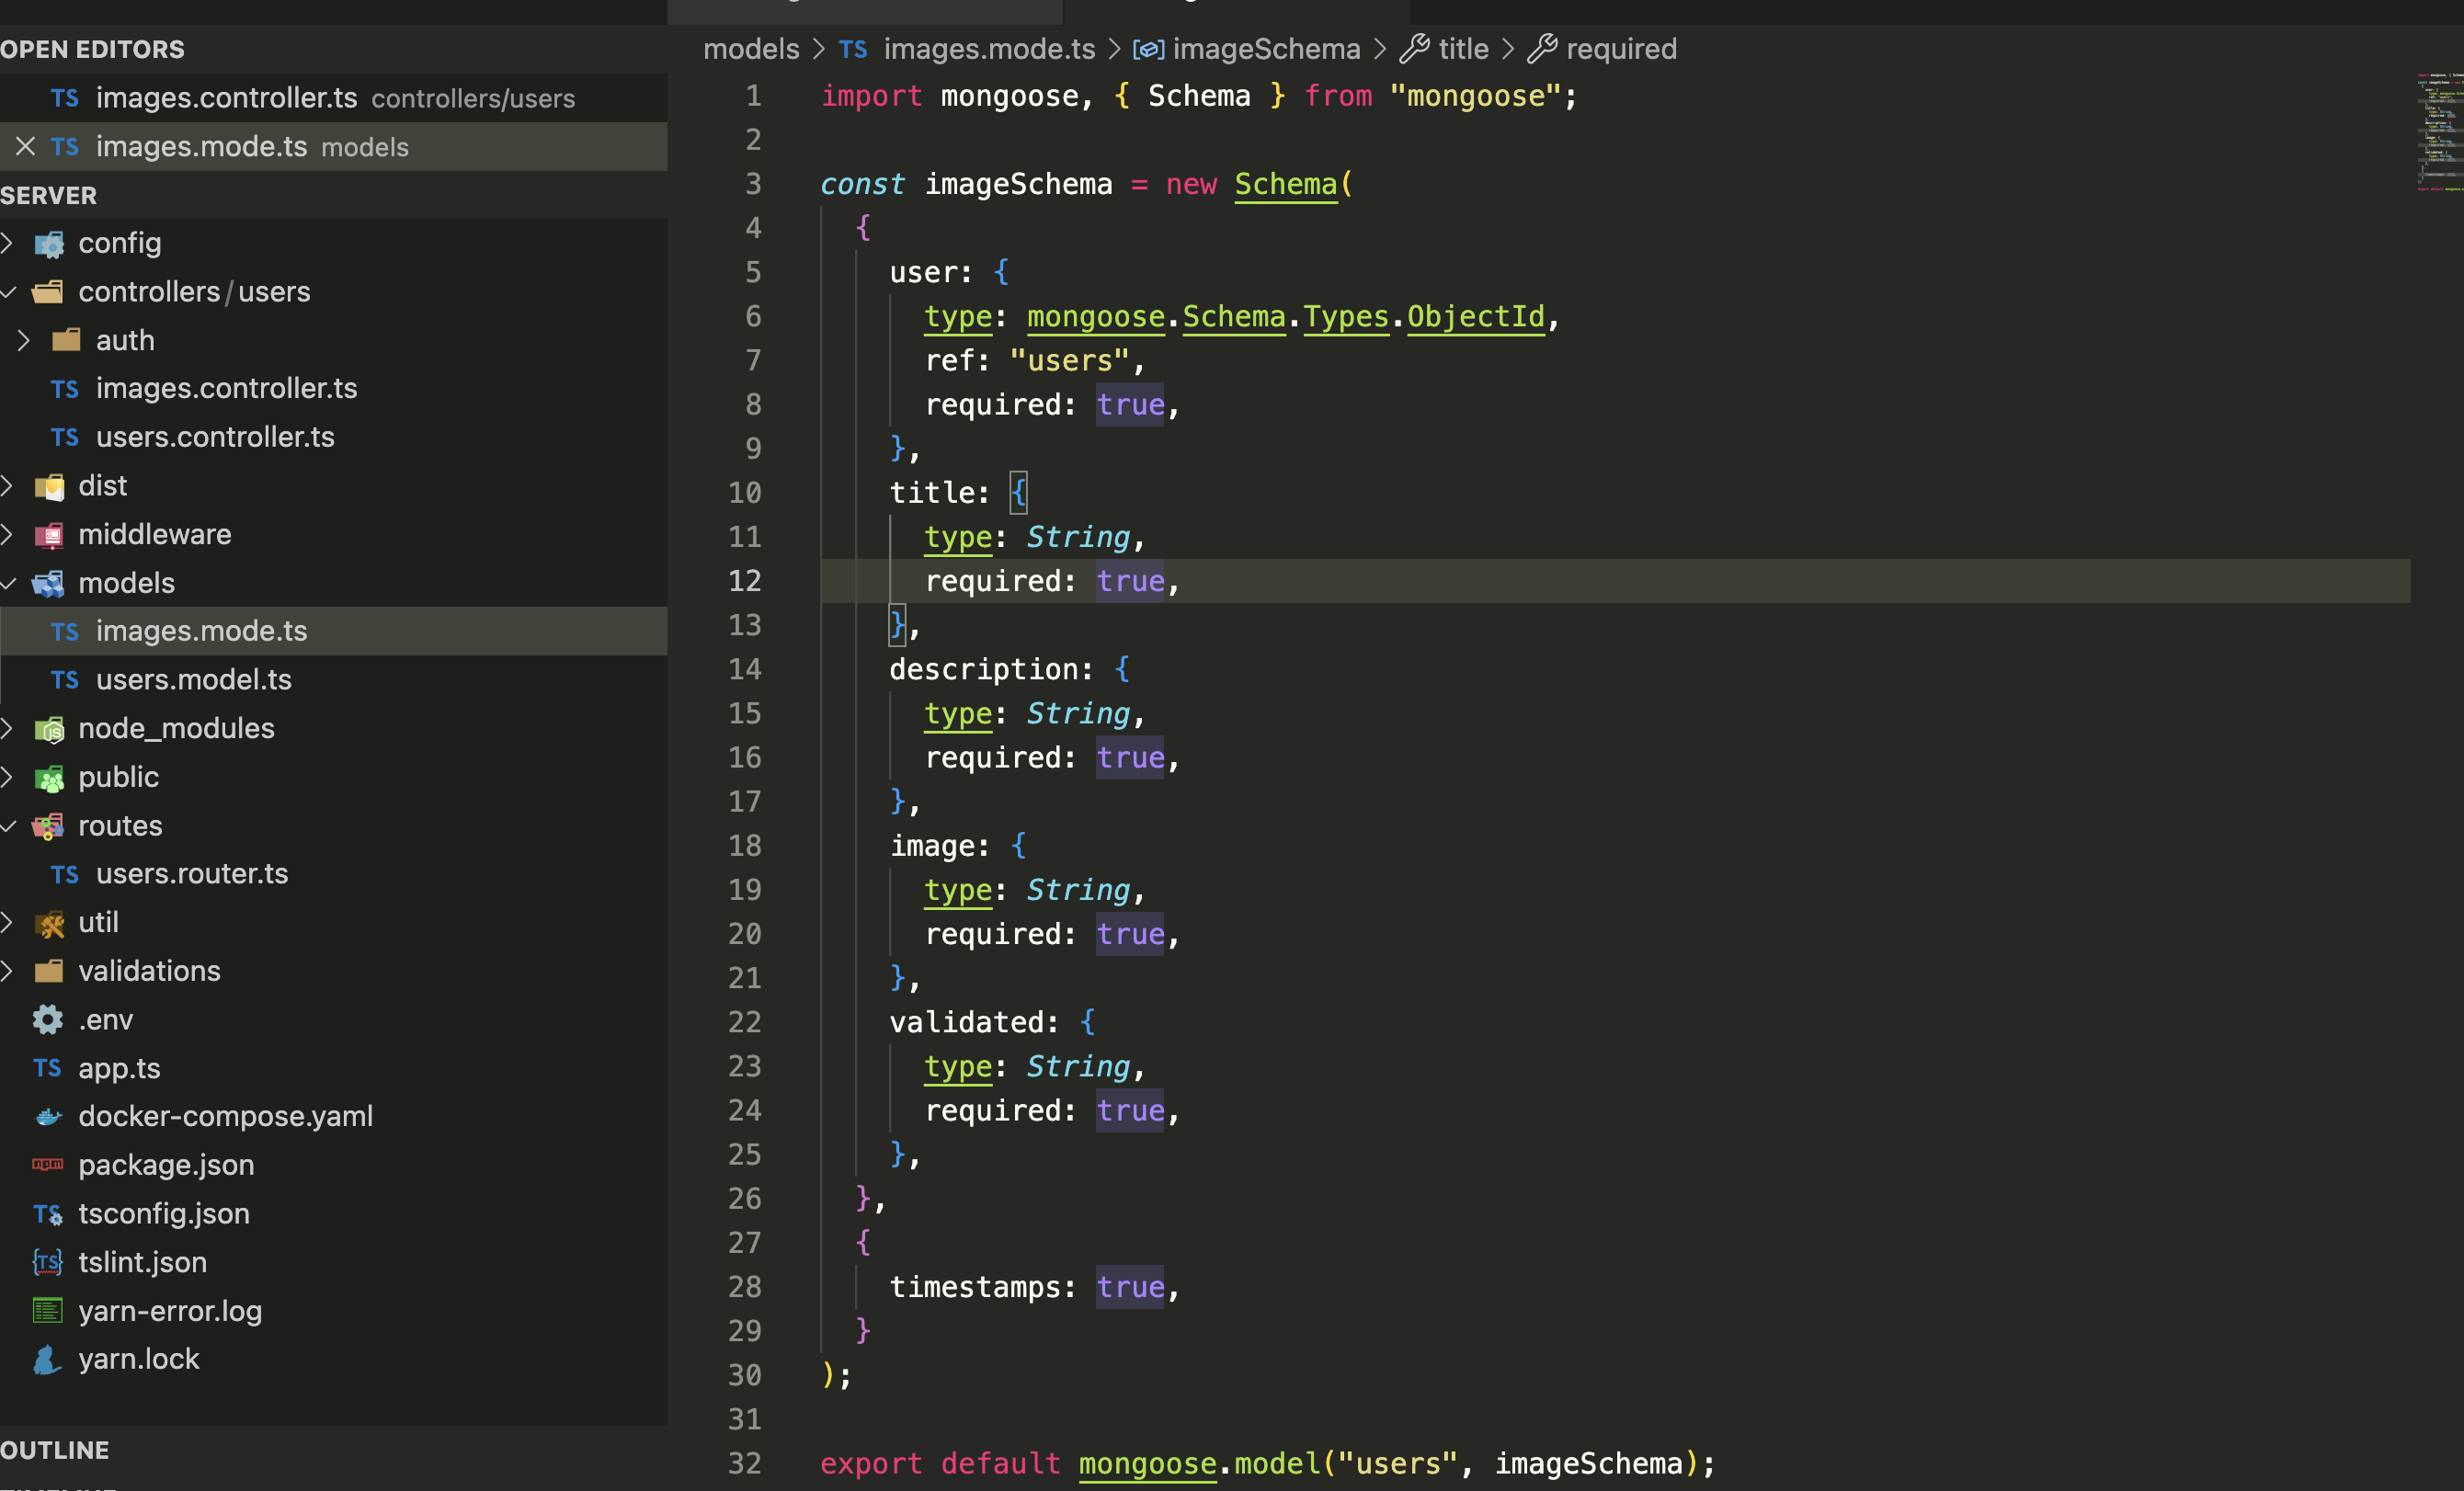 OPEN EDITORS
TS images.controller.ts controllers/users
TS images.mode.ts models
SERVER
config
controllers/users
auth
TS images.controller.ts
TS users.controller.ts
dist
middleware
models
TS images.mode.ts
TS users.model.ts
node_modules
public
routes
TS users.router.ts
util
validations
.env
TS app.ts
docker-compose.yaml
package.json
TS tsconfig.json
TS tslint.json
yarn-error.log
yarn.lock
OUTLINE
models > TS images.mode.ts > imageSchema > title > required
1 import mongoose, { Schema } from "mongoose";
2
3 const imageSchema = new Schema(
4 {
5 user: {
6 type: mongoose.Schema.Types.ObjectId,
7 ref: "users",
8 required: true,
9 },
10 title: {
11 type: String,
12 required: true,
13 },
14 description: {
15 type: String,
16 required: true,
17 },
18 image: {
19 type: String,
20 required: true,
21 },
22 validated: {
23 type: String,
24 required: true,
25 },
26 },
27 {
28 timestamps: true,
29 }
30 );
31
32 export default mongoose.model("users", imageSchema);